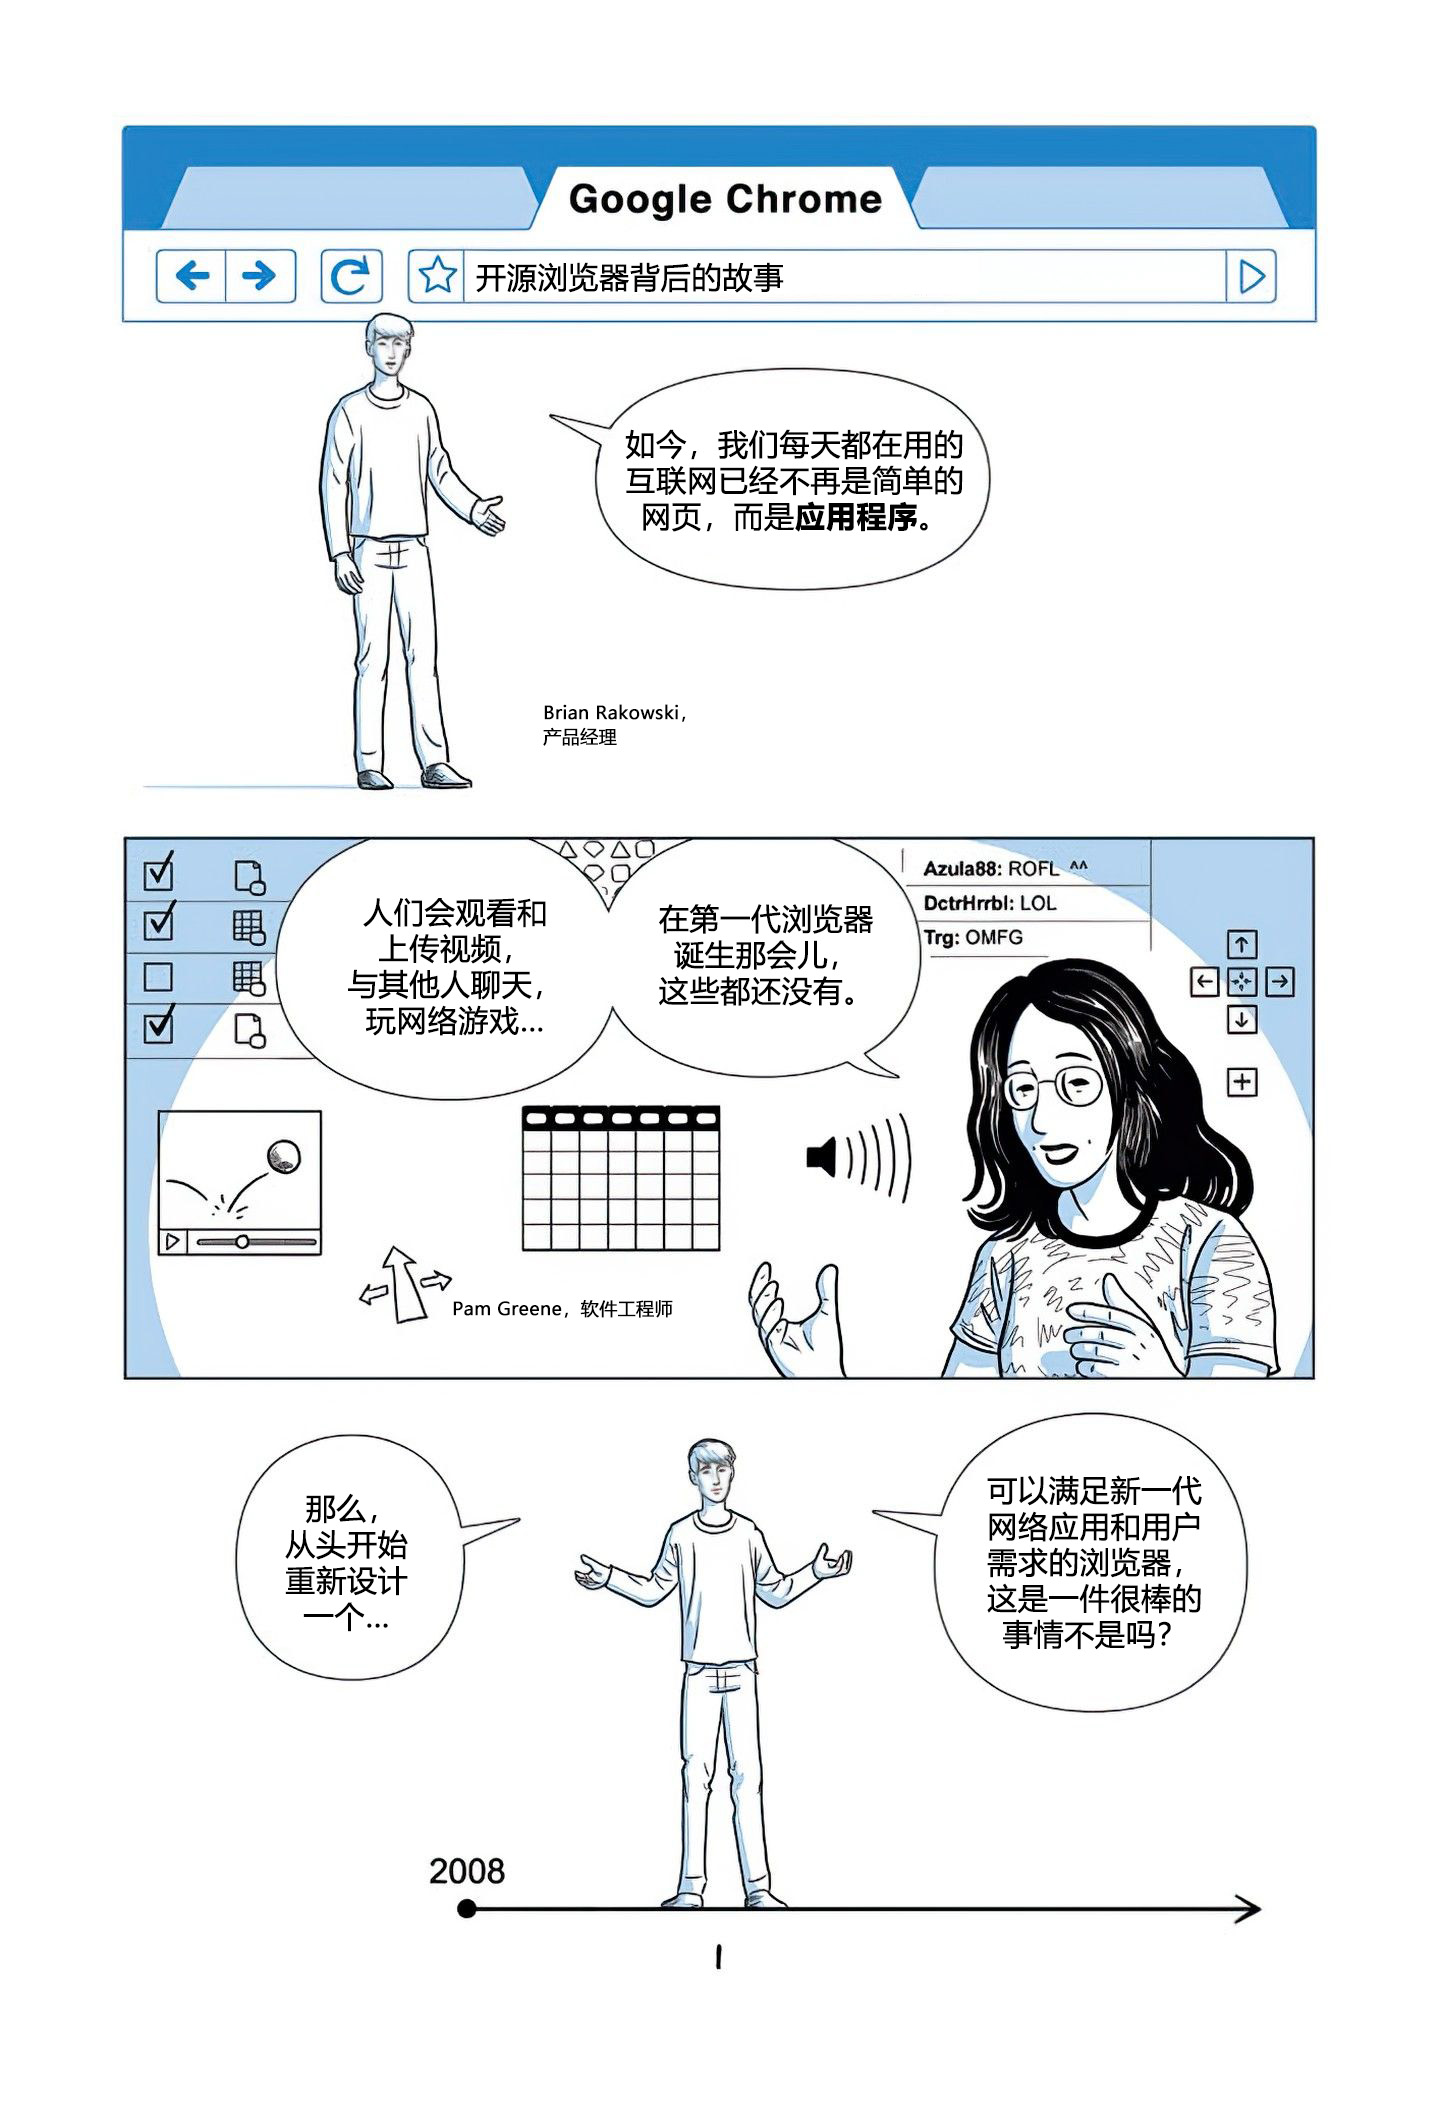 Google Chrome
开源浏览器背后的故事
如今，我们每天都在用的
互联网已经不再是简单的
网页，而是应用程序。
Brian Rakowski，
产品经理
人们会观看和
上传视频，
与其他人聊天，
玩网络游戏...
在第一代浏览器
诞生那会儿，
这些都还没有。
Azula88: ROFL ^^
DctrHrrbl: LOL
Trg: OMFG
Pam Greene，软件工程师
那么，
从头开始
重新设计
一个...
可以满足新一代
网络应用和用户
需求的浏览器，
这是一件很棒的
事情不是吗？
2008
1